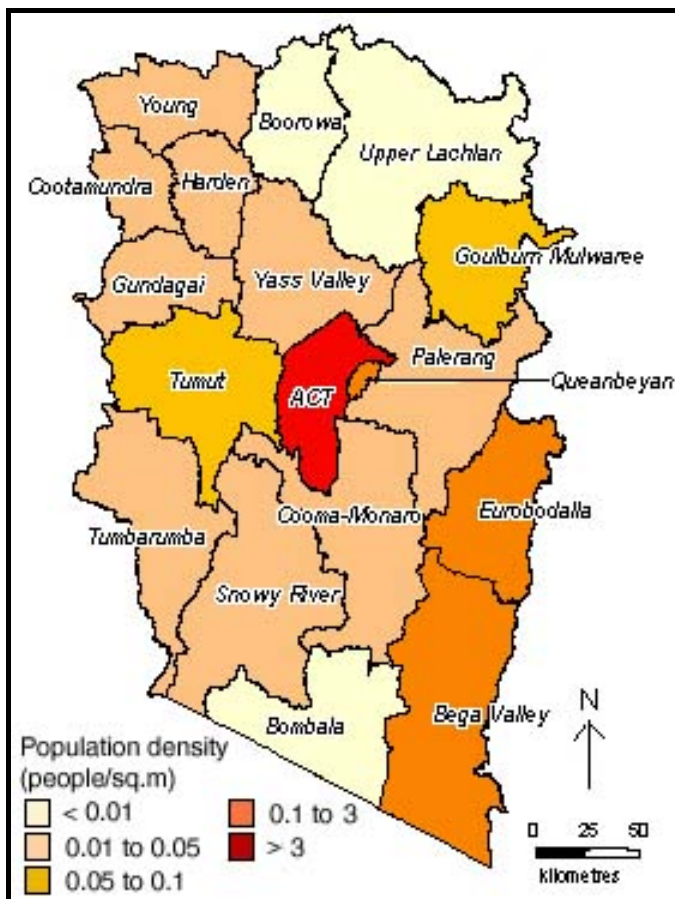 Young
Boorowa
Upper Lachlan
Cootamundra
Harden
Goulburn Mulwaree
Gundagai
Yass Valley
Palerang
Tumut
ACT
Queanbeyan
Eurobodalla
Cooma-Monaro
Tumbarumba
Snowy River
Bombala
Bega Valley
N
Population density
(people/sq.m)
< 0.01
0.01 to 0.05
0.05 to 0.1
0.1 to 3
> 3
0 25 50
kilometres